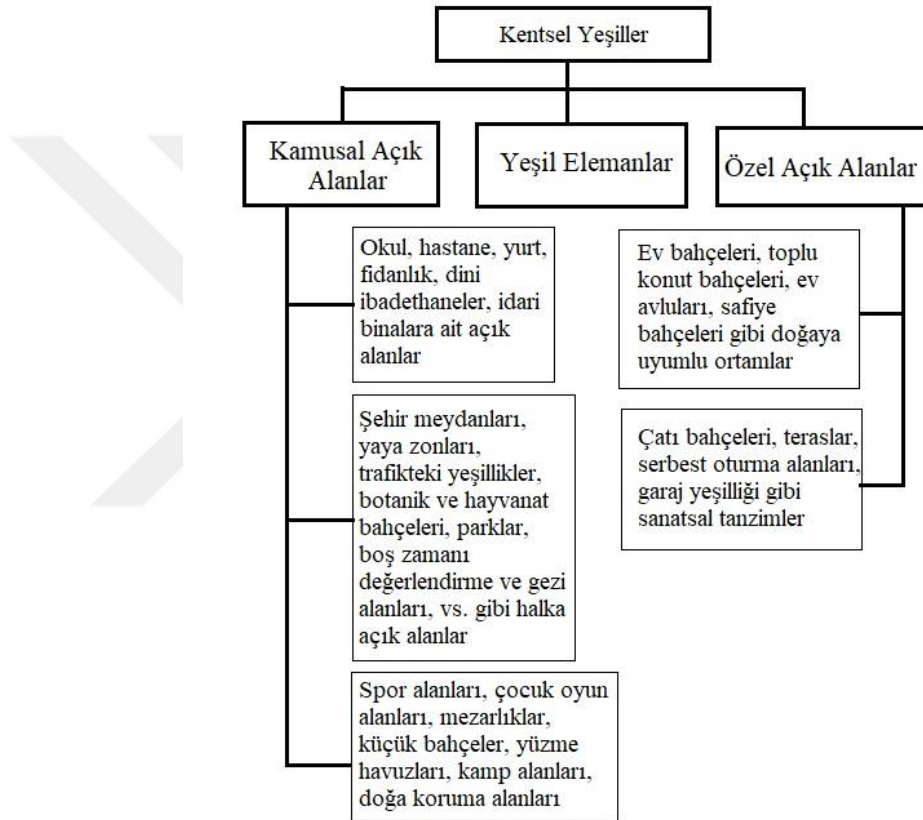 Kentsel Yeşiller
Kamusal Açık
Alanlar
Yeşil Elemanlar
Özel Açık Alanlar
Okul, hastane, yurt,
fidanlık, dini
ibadethaneler, idari
binalara ait açık
alanlar
Şehir meydanları,
yaya zonları,
trafikteki yeşillikler,
botanik ve hayvanat
bahçeleri, parklar,
boş zamanı
değerlendirme ve gezi
alanları, vs. gibi halka
açık alanlar
Spor alanları, çocuk oyun
alanları, mezarlıklar,
küçük bahçeler, yüzme
havuzları, kamp alanları,
doğa koruma alanları
Ev bahçeleri, toplu
konut bahçeleri, ev
avluları, safiye
bahçeleri gibi doğaya
uyumlu ortamlar
Çatı bahçeleri, teraslar,
serbest oturma alanları,
garaj yeşilliği gibi
sanatsal tanzimler